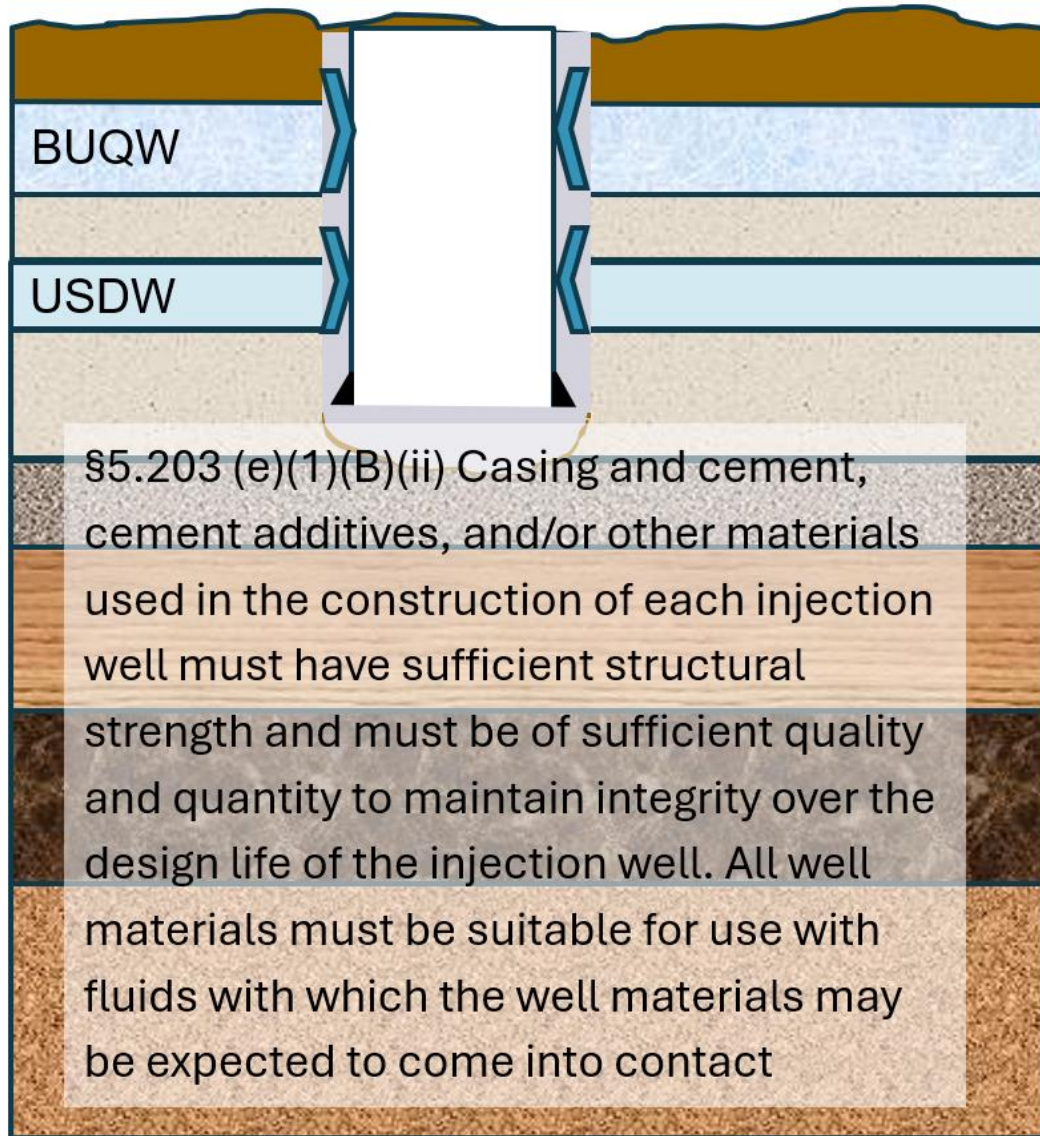 BUQW
USDW
§5.203 (e)(1)(B)(ii) Casing and cement,
cement additives, and/or other materials
used in the construction of each injection
well must have sufficient structural
strength and must be of sufficient quality
and quantity to maintain integrity over the
design life of the injection well. All well
materials must be suitable for use with
fluids with which the well materials may
be expected to come into contact